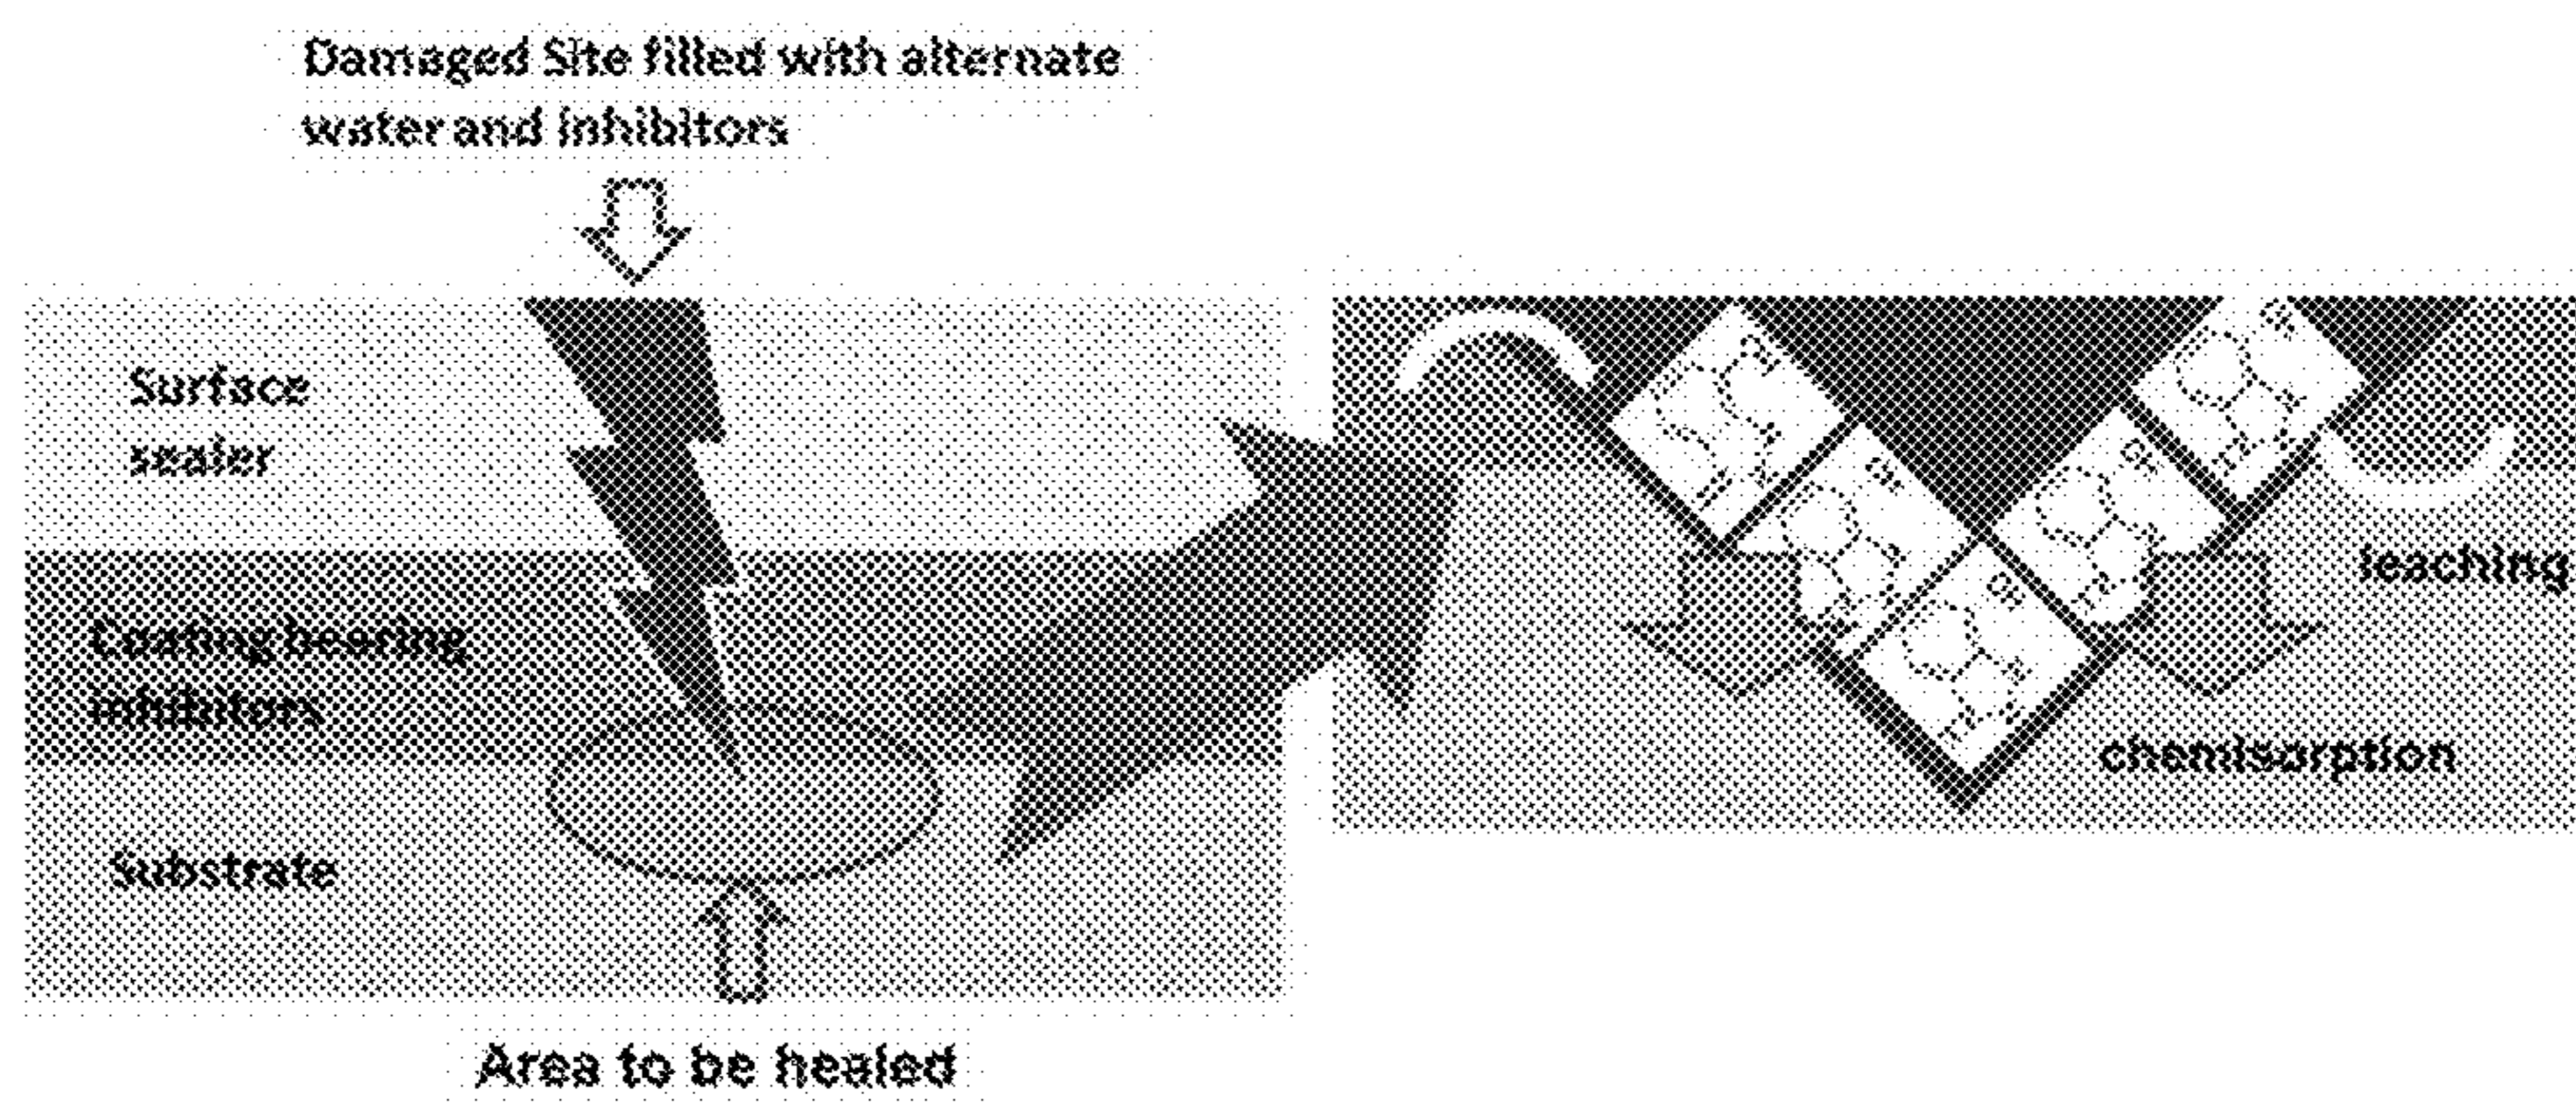 Damaged Site filled with alternate
water and inhibitors
Surface
sealer
Coating bearing
inhibitors
Substrate
leaching
chemisorption
Area to be healed